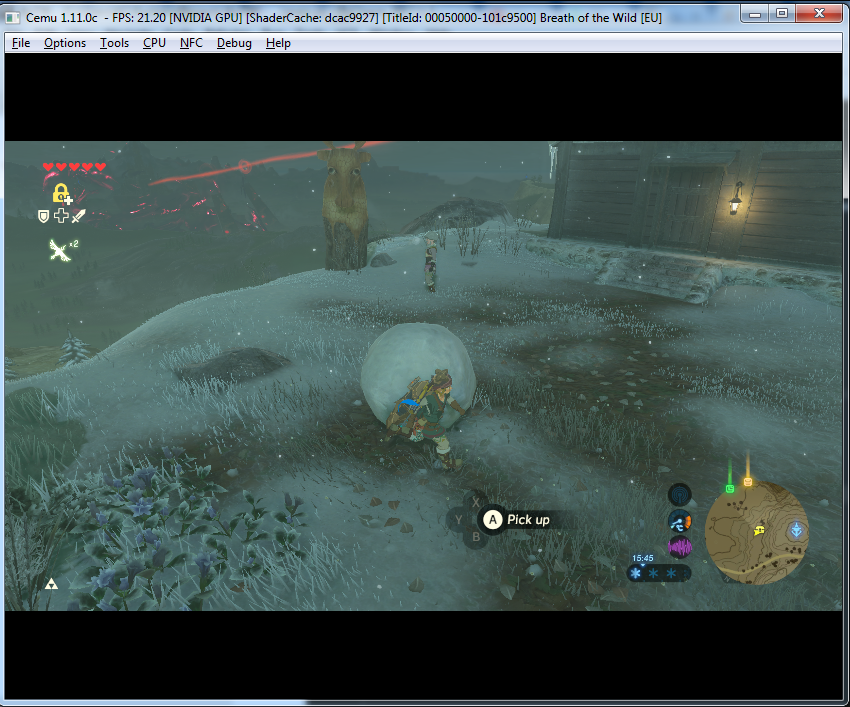 Cemu 1.11.0c - FPS: 21.20 [NVIDIA GPU] [ShaderCache: dcac9927] [TitleId: 00050000-101c9500] Breath of the Wild [EU]
File Options Tools CPU NFC Debug Help
x2
X
Y A Pick up
B
15:45